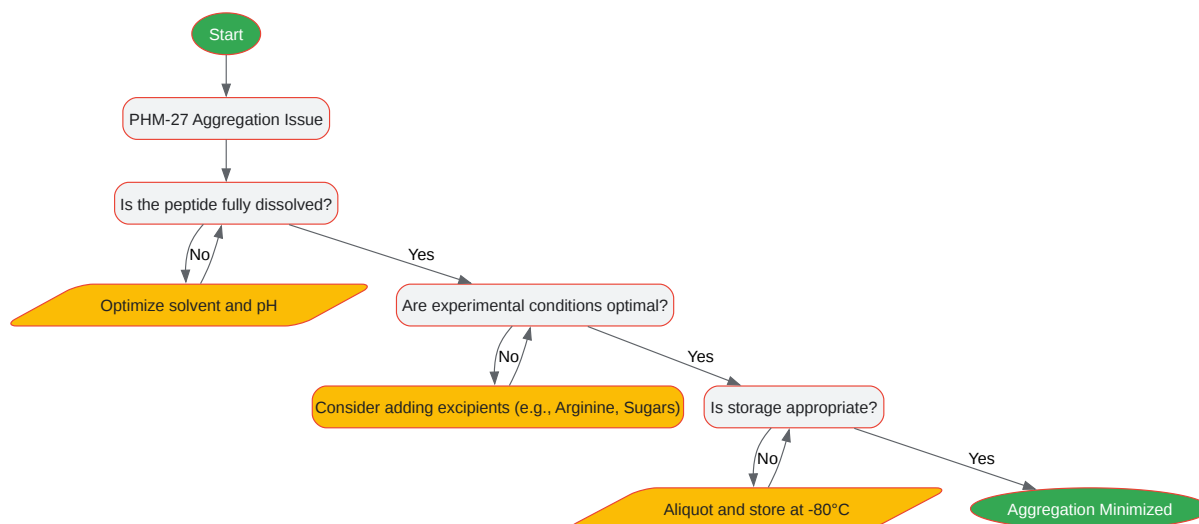 Start
PHM-27 Aggregation Issue
Is the peptide fully dissolved?
No
Yes
Optimize solvent and pH
Are experimental conditions optimal?
No
Yes
Consider adding excipients (e.g., Arginine, Sugars)
Is storage appropriate?
No
Yes
Aliquot and store at -80°C
Aggregation Minimized